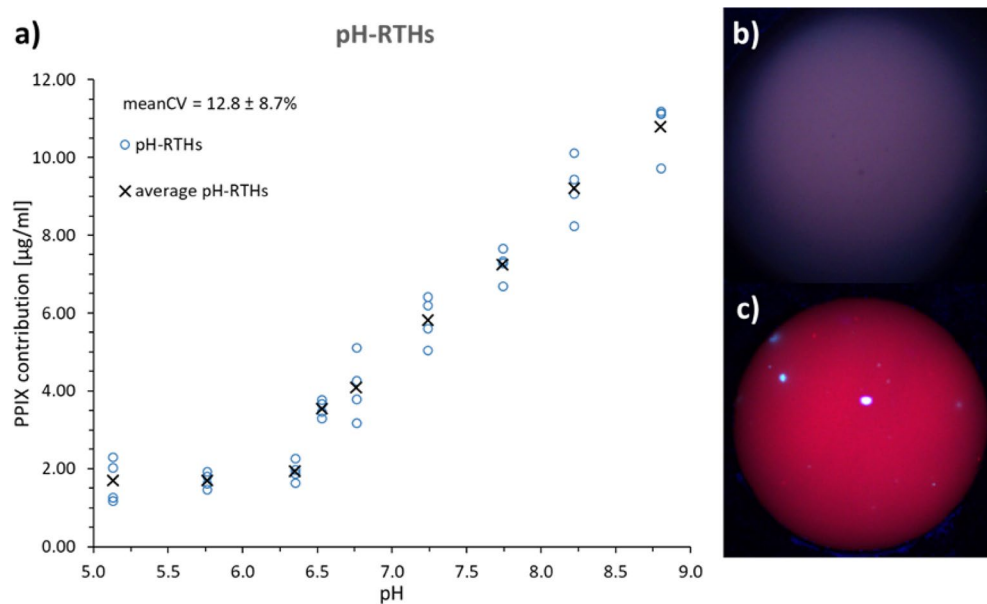 a)
pH-RTHs
PPIX contribution [µg/ml]
12.00
10.00
8.00
6.00
4.00
2.00
0.00
meanCV = 12.8 ± 8.7%
pH-RTHs
average pH-RTHs
5.0 5.5 6.0 6.5 7.0 7.5 8.0 8.5 9.0
pH
b)
c)